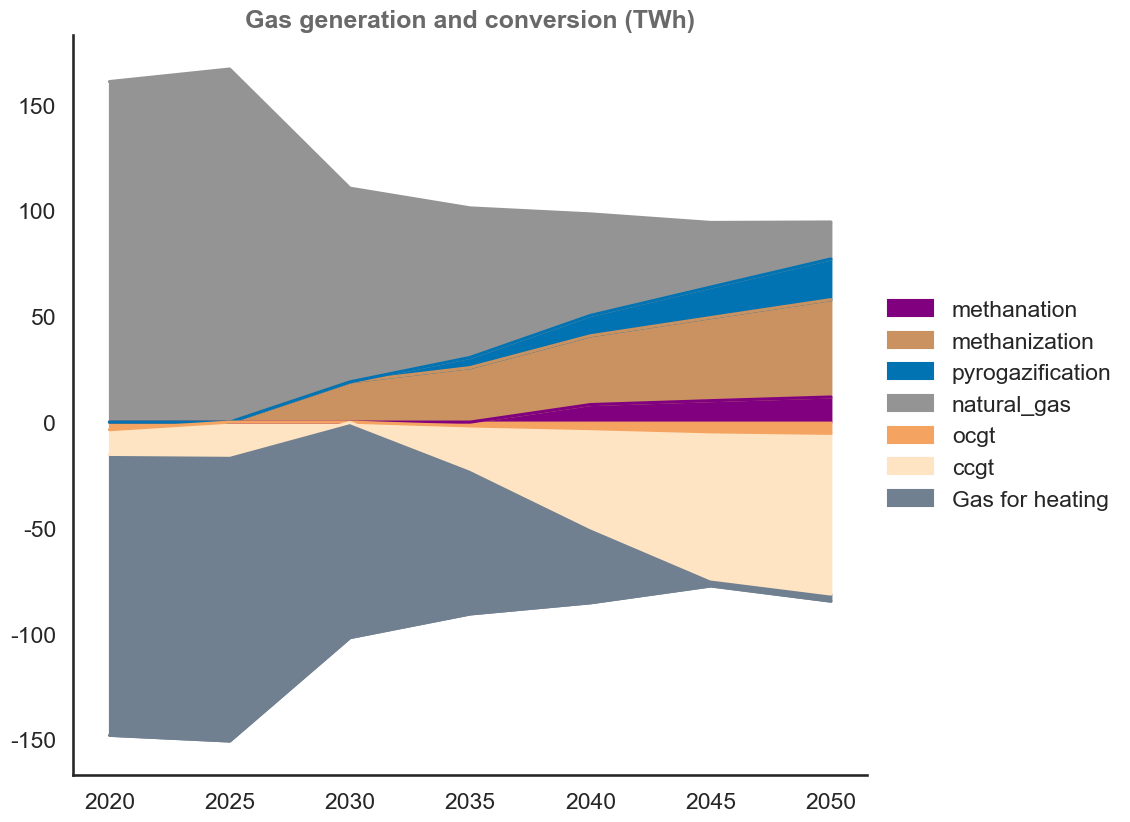 Gas generation and conversion (TWh)
150
100
50
0
-50
-100
-150
2020 2025 2030 2035 2040 2045 2050
methanation
methanization
pyrogazification
natural_gas
ocgt
ccgt
Gas for heating